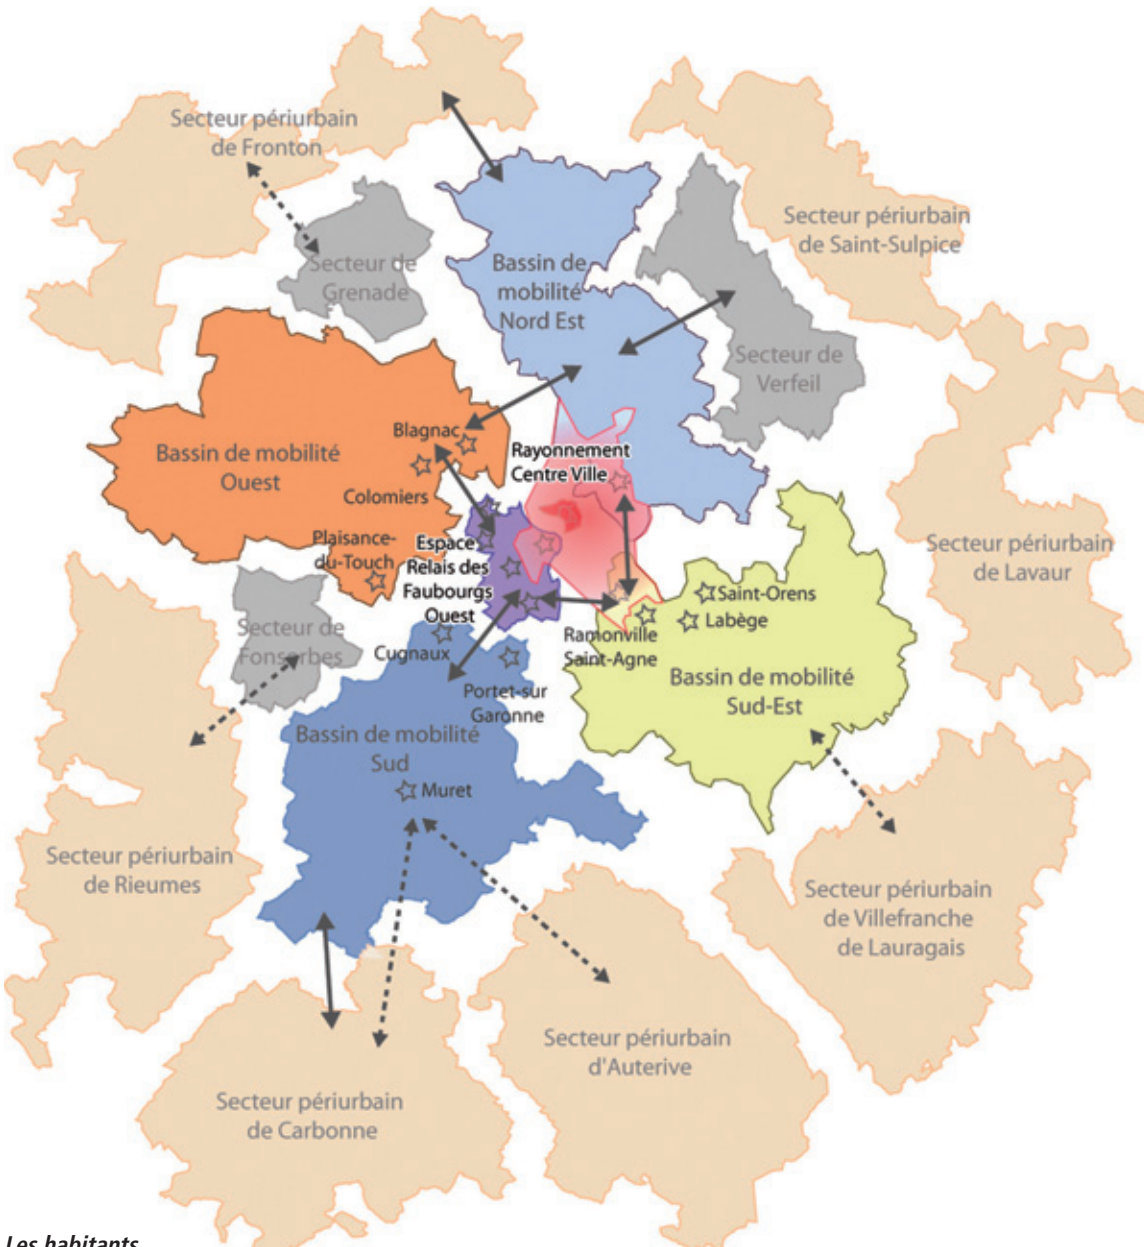 Secteur périurbain
de Fronton
Secteur périurbain
de Saint-Sulpice
Secteur de
Grenade
Bassin de
mobilité
Nord Est
Secteur de
Verfeil
Blagnac
Bassin de mobilité
Ouest
Rayonnement
Centre Ville
Colomiers
Plaisance-
du-Touch
Espace
Relais des
Faubourgs
Ouest
Secteur périurbain
de Lavaur
Saint-Orens
Labège
Secteur de
Fonsorbes
Cugnaux
Ramonville
Saint-Agne
Portet-sur
Garonne
Bassin de mobilité
Sud-Est
Bassin de mobilité
Sud
Muret
Secteur périurbain
de Rieumes
Secteur périurbain
de Villefranche
de Lauragais
Secteur périurbain
d'Auterive
Secteur périurbain
de Carbonne
Les habitants